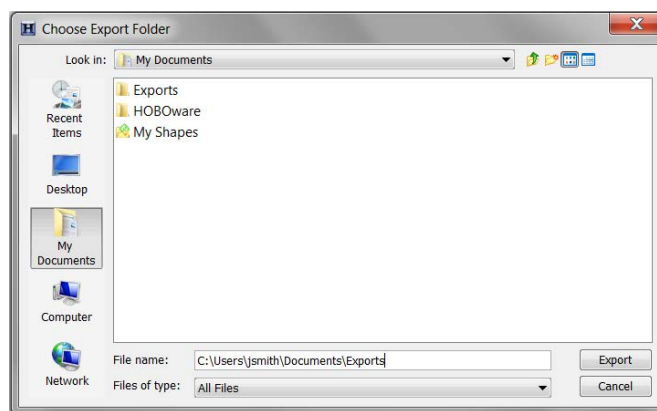 H Choose Export Folder
Look in: My Documents
Recent
Items
Desktop
My
Documents
Computer
Network
Exports
HOBOware
My Shapes
File name: C:\Users\jsmith\Documents\Exports Export
Files of type: All Files Cancel